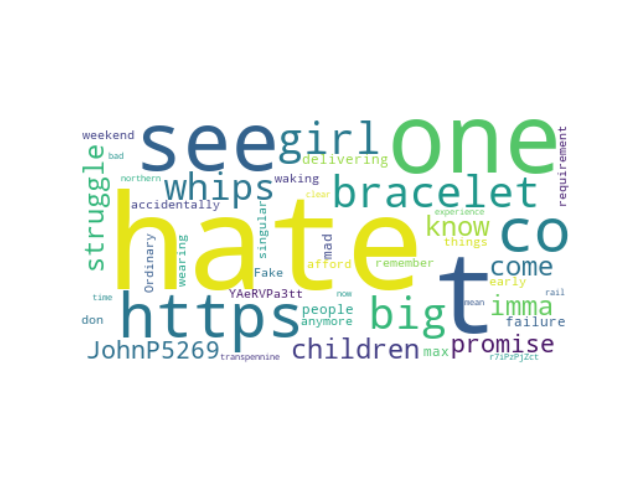 weekend
bad
see
girl
one
delivering
requirement
struggle
northern
whips
waking
clear
bracelet
accidentally
singular
experience
hate
know
co
things
Ordinary
wearing
mad
Fake
afford
remember
t
come
early
YAeRVPa3tt
now
mean
rail
time
https
people
big
imma
don
anymore
failure
JohnP5269
transpennine
children
max
promise
r7iPzPjZct